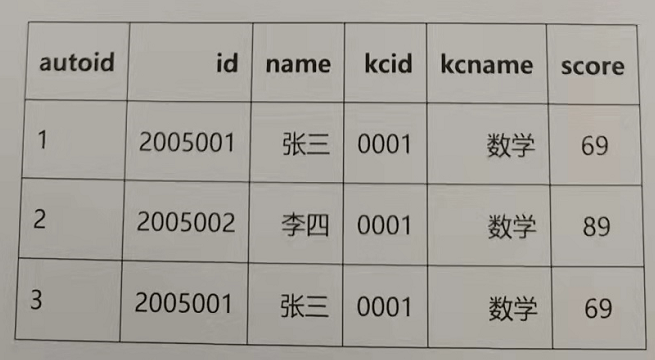 autoid id name kcid kcname score
1 2005001 张三 0001 数学 69
2 2005002 李四 0001 数学 89
3 2005001 张三 0001 数学 69